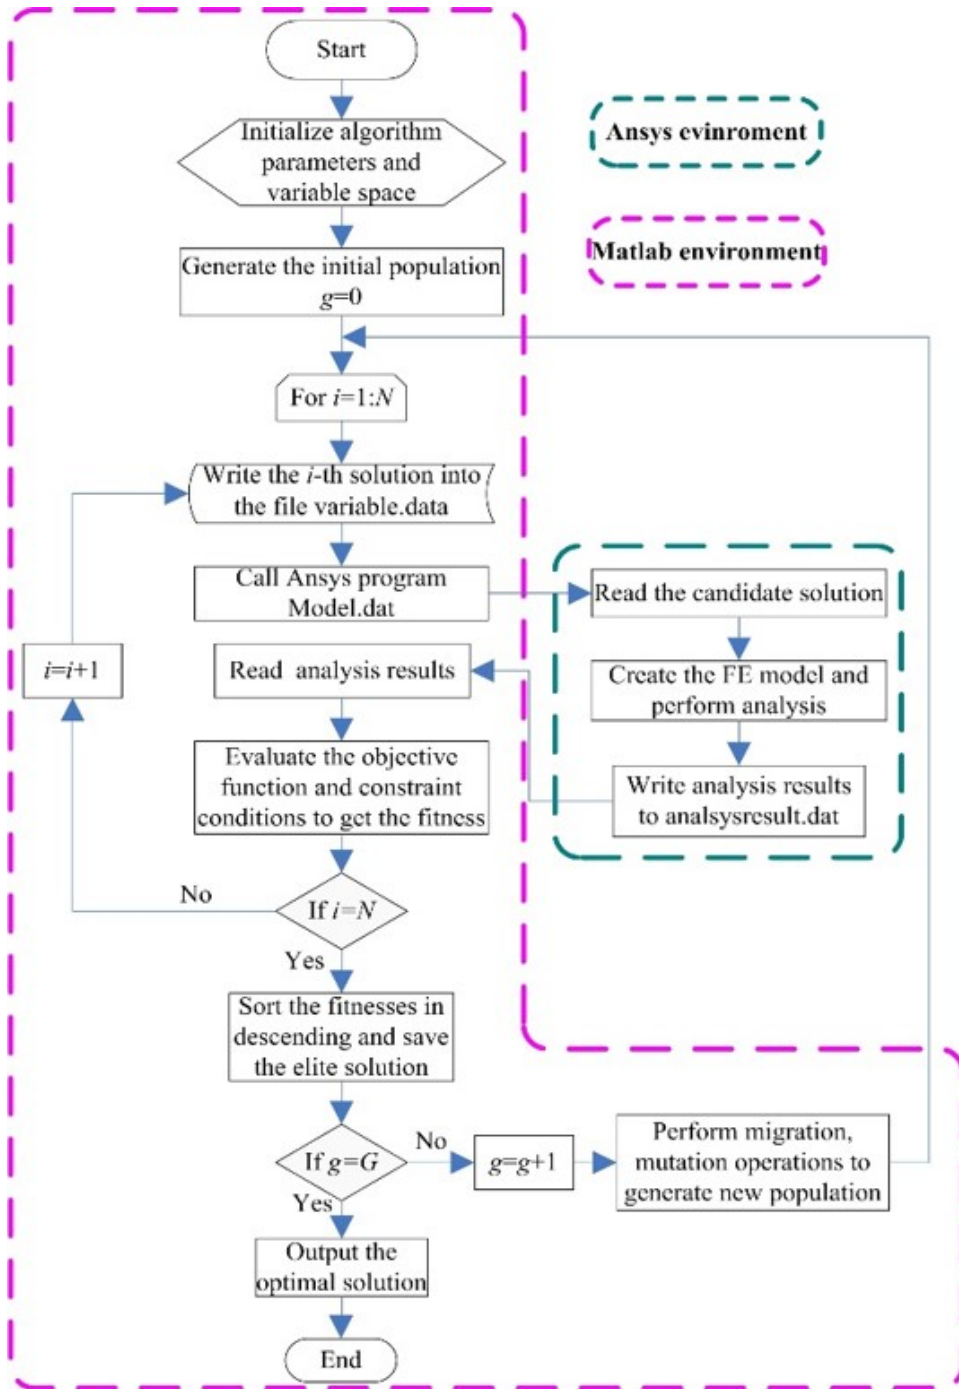 Start
Initialize algorithm
parameters and
variable space
Generate the initial population
g=0
For i=1:N
Write the i-th solution into
the file variable.data
Call Ansys program
Model.dat
Read analysis results
Evaluate the objective
function and constraint
conditions to get the fitness
If i=N
No
i=i+1
Yes
Sort the fitnesses in
descending and save
the elite solution
If g=G
No
g=g+1
Perform migration,
mutation operations to
generate new population
Yes
Output the
optimal solution
End
Ansys evinroment
Matlab environment
Read the candidate solution
Create the FE model and
perform analysis
Write analysis results
to analsysresult.dat